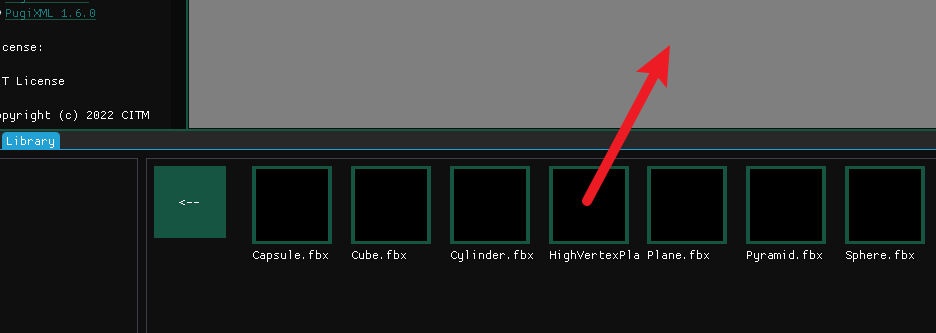 PugiXML 1.6.0
cense:
T License
opyright (c) 2022 CITM
Library
<--
Capsule.fbx
Cube.fbx
Cylinder.fbx
HighVertexPla
Plane.fbx
Pyramid.fbx
Sphere.fbx